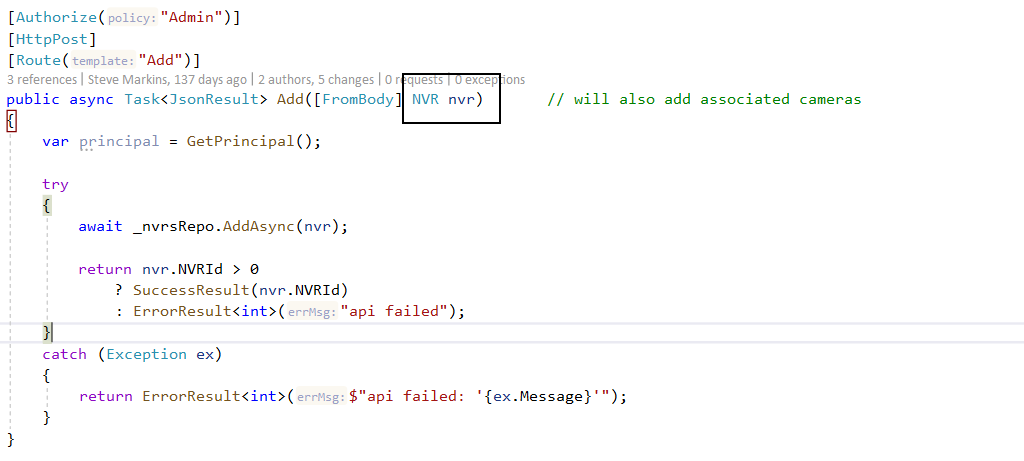 [Authorize(policy:"Admin")]
[HttpPost]
[Route(template:"Add")]
3 references | Steve Markins, 137 days ago | 2 authors, 5 changes | 0 requests | 0 exceptions
public async Task<JsonResult> Add([FromBody] NVR nvr) // will also add associated cameras
{
var principal = GetPrincipal();
try
{
await _nvrsRepo.AddAsync(nvr);
return nvr.NVRId > 0
? SuccessResult(nvr.NVRId)
: ErrorResult<int>(errMsg:"api failed");
}
catch (Exception ex)
{
return ErrorResult<int>(errMsg:$"api failed: '{ex.Message}'");
}
}